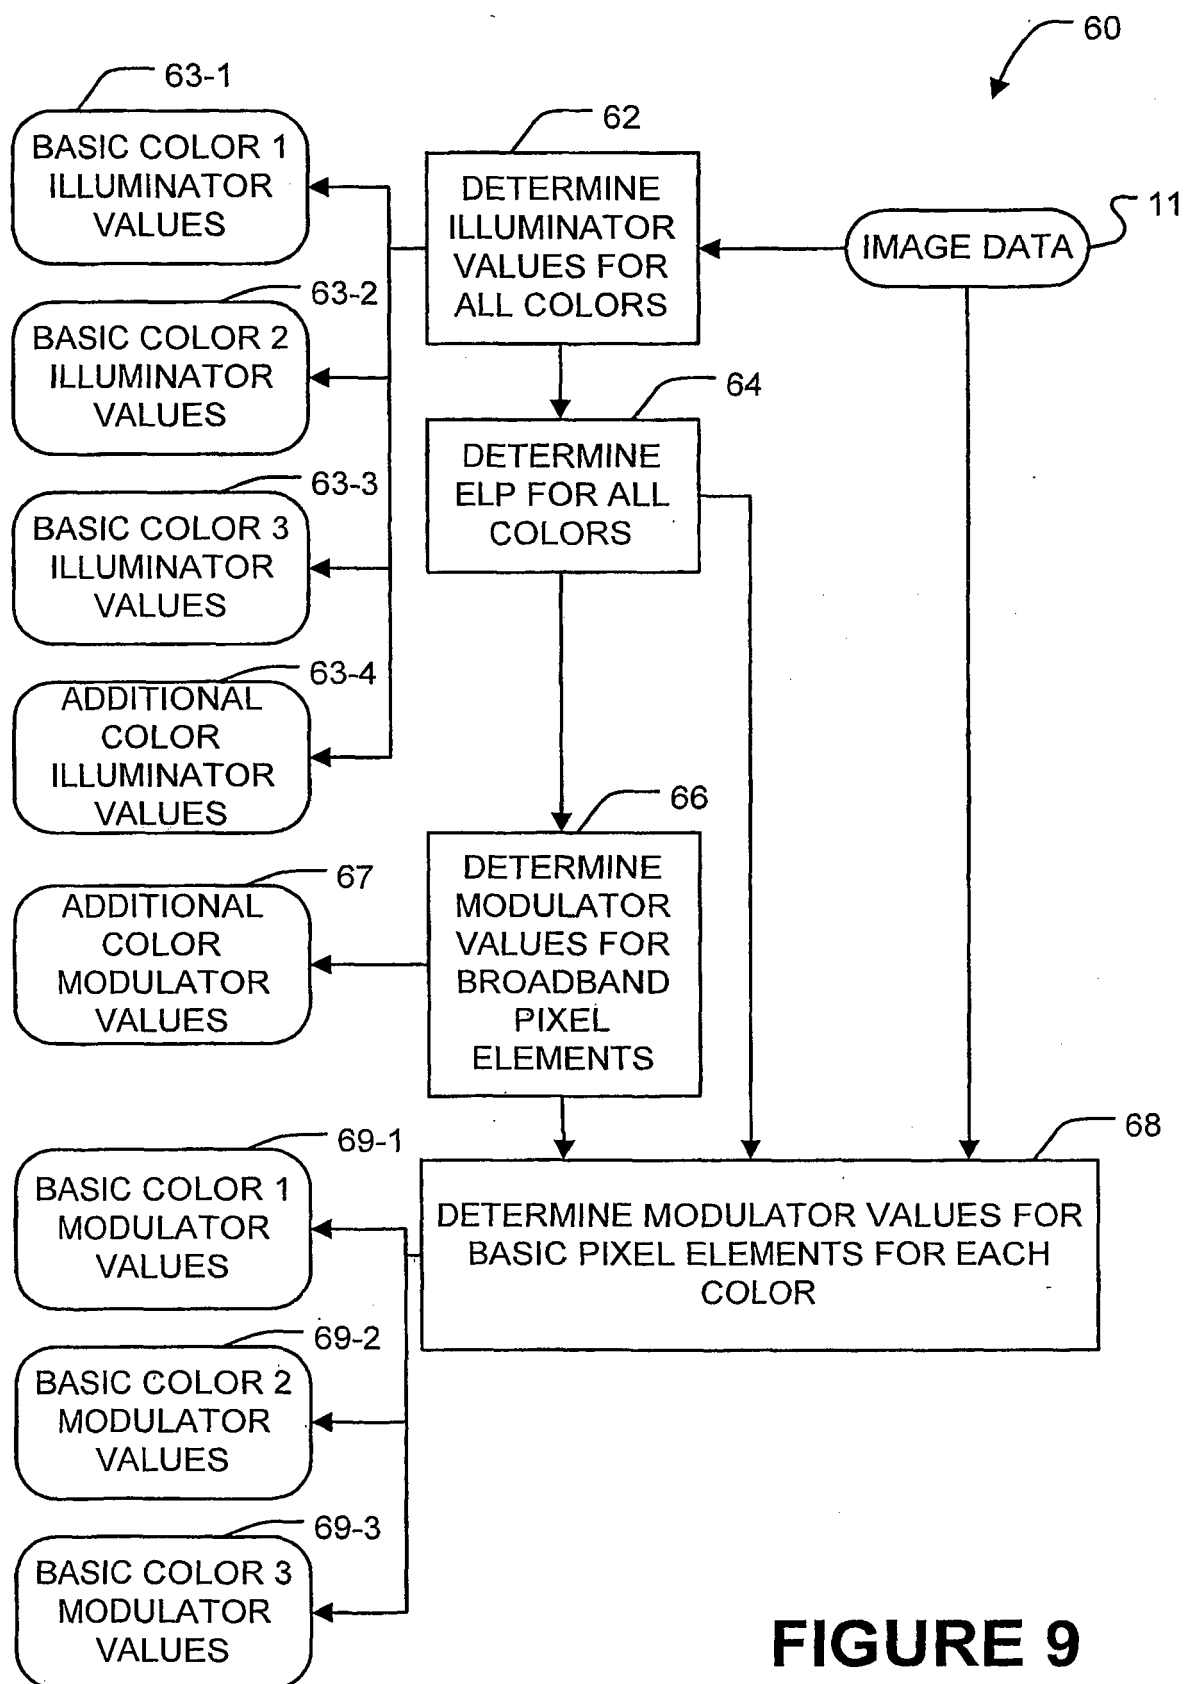 60
63-1
BASIC COLOR 1
ILLUMINATOR
VALUES
62
DETERMINE
ILLUMINATOR
VALUES FOR
ALL COLORS
11
IMAGE DATA
63-2
BASIC COLOR 2
ILLUMINATOR
VALUES
64
DETERMINE
ELP FOR ALL
COLORS
63-3
BASIC COLOR 3
ILLUMINATOR
VALUES
63-4
ADDITIONAL
COLOR
ILLUMINATOR
VALUES
66
DETERMINE
MODULATOR
VALUES FOR
BROADBAND
PIXEL
ELEMENTS
67
ADDITIONAL
COLOR
MODULATOR
VALUES
68
DETERMINE MODULATOR VALUES FOR
BASIC PIXEL ELEMENTS FOR EACH
COLOR
69-1
BASIC COLOR 1
MODULATOR
VALUES
69-2
BASIC COLOR 2
MODULATOR
VALUES
69-3
BASIC COLOR 3
MODULATOR
VALUES
FIGURE 9